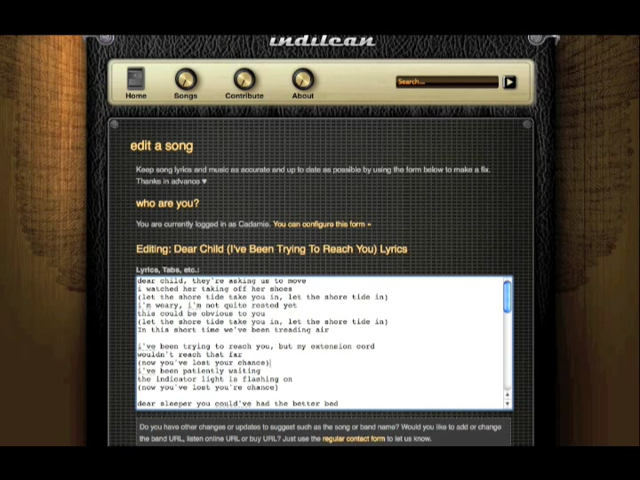 indilean
Home Songs Contribute About Search...
edit a song
Keep song lyrics and music as accurate and up to date as possible by using the form below to make a fix.
Thanks in advance ▼
who are you?
You are currently logged in as Cadamie. You can configure this form »
Editing: Dear Child (I've Been Trying To Reach You) Lyrics
Lyrics, Tabs, etc.:
dear child, they're asking us to move
i watched her taking off her shoes
(let the shore tide take you in, let the shore tide in)
i'm weary, i'm not quite rested yet
this could be obvious to you
(let the shore tide take you in, let the shore tide in)
In this short time we've been treading air
i've been trying to reach you, but my extension cord
wouldn't reach that far
(now you've lost your chance)
i've been patiently waiting
the indicator light is flashing on
(now you've lost you're chance)
dear sleeper you could've had the better bed
Do you have other changes or updates to suggest such as the song or band name? Would you like to add or change
the band URL, listen online URL or buy URL? Just use the regular contact form to let us know.